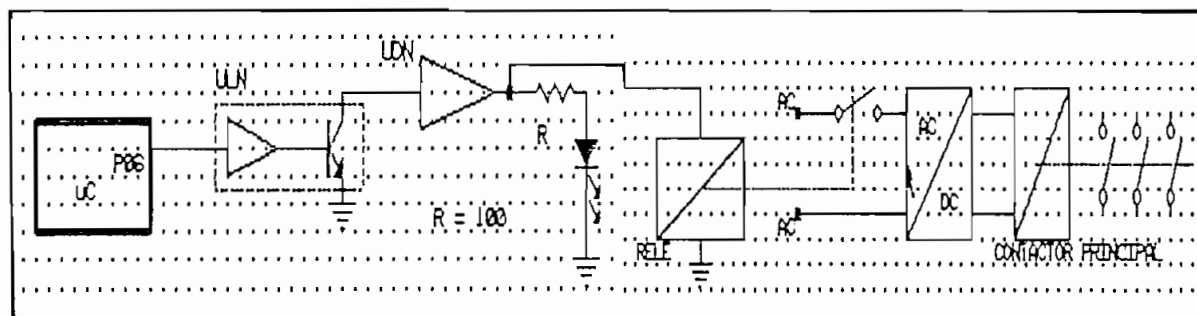 UDN
ULN
P06
uC
R
R = 100
RELE
AC
AC
AC
DC
CONTACTOR PRINCIPAL